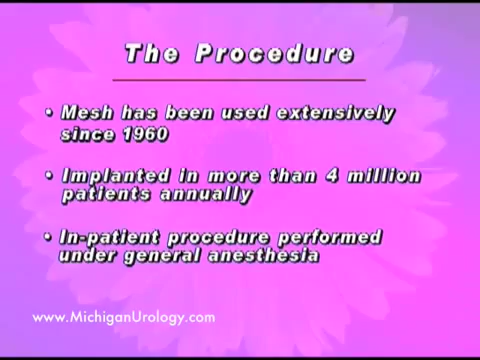 The Procedure
• Mesh has been used extensively
since 1960
• Implanted in more than 4 million
patients annually
• In-patient procedure performed
under general anesthesia
www.MichiganUrology.com